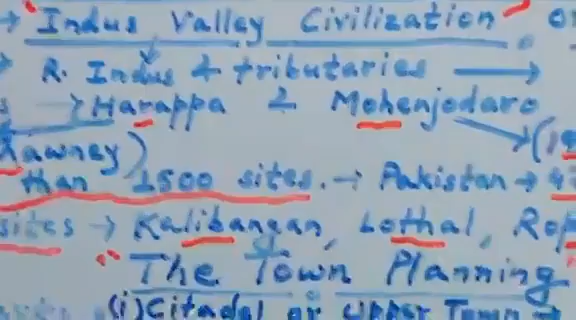 → Indus Valley Civilization
R. Indus & tributaries →
→ Harappa & Mohenjodaro
than 1500 sites. → Pakistan →
sites → Kalibangan, Lothal,
"The Town Planning
(i) Citadel or Upper Town →